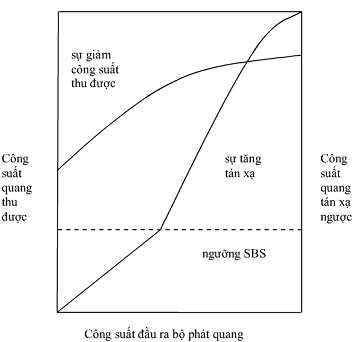 sự giảm
công suất
thu được
Công
suất
quang
thu
được
sự tăng
tán xạ
Công
suất
quang
tán xạ
ngược
ngưỡng SBS
Công suất đầu ra bộ phát quang